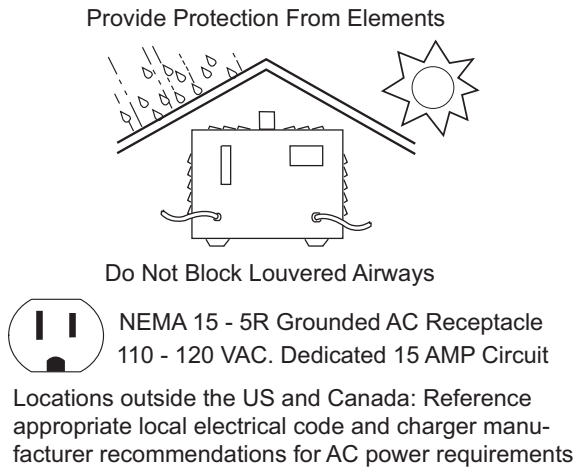 Provide Protection From Elements
Do Not Block Louvered Airways
NEMA 15 - 5R Grounded AC Receptacle
110 - 120 VAC. Dedicated 15 AMP Circuit
Locations outside the US and Canada: Reference
appropriate local electrical code and charger manu-
facturer recommendations for AC power requirements